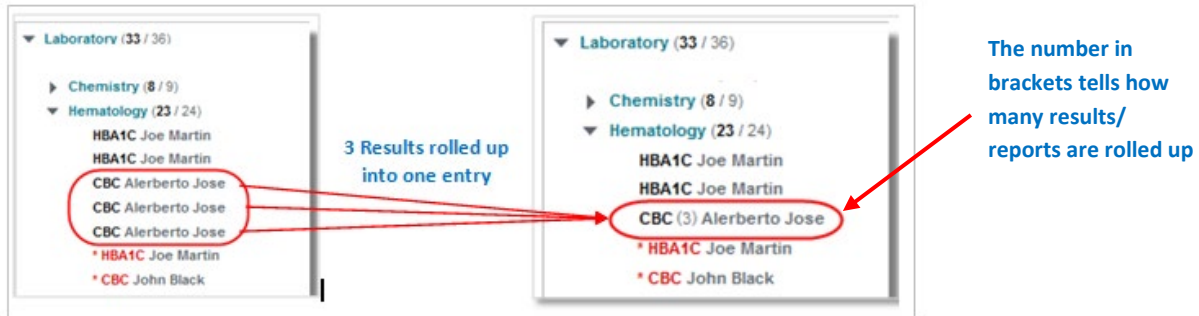 Laboratory (33 / 36)
Chemistry (8 / 9)
Hematology (23 / 24)
HBA1C Joe Martin
HBA1C Joe Martin
CBC Alerberto Jose
CBC Alerberto Jose
CBC Alerberto Jose
* HBA1C Joe Martin
* CBC John Black
3 Results rolled up
into one entry
Laboratory (33 / 36)
Chemistry (8 / 9)
Hematology (23 / 24)
HBA1C Joe Martin
HBA1C Joe Martin
CBC (3) Alerberto Jose
* HBA1C Joe Martin
* CBC John Black
The number in
brackets tells how
many results/
reports are rolled up